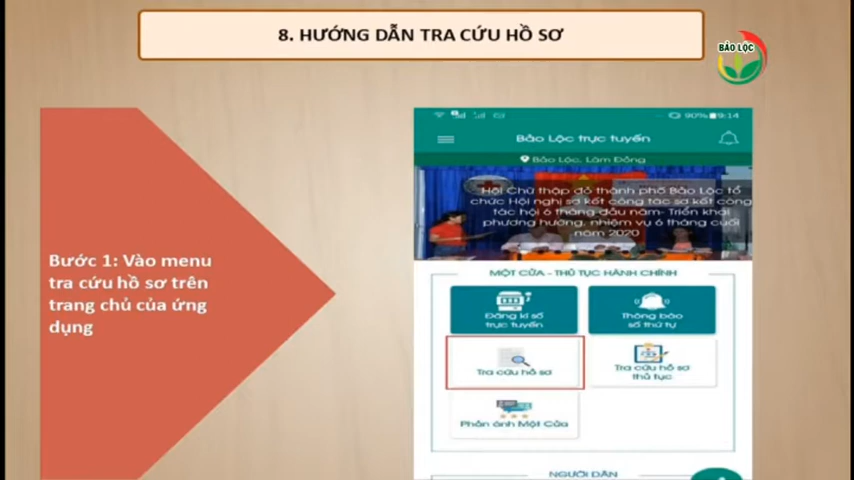 8. HƯỚNG DẪN TRA CỨU HỒ SƠ
BẢO LỘC
Bước 1: Vào menu
tra cứu hồ sơ trên
trang chủ của ứng
dụng
90% 9:14
Bảo Lộc trực tuyến
Bảo Lộc, Lâm Đồng
Hội Chữ thập đỏ thành phố Bảo Lộc tổ
chức Hội nghị sơ kết công tác sơ kết công
tác hội 6 tháng đầu năm- Triển khai
phương hướng, nhiệm vụ 6 tháng cuối
năm 2020
MỘT CỬA - THỦ TỤC HÀNH CHÍNH
Đăng kí số
trực tuyến
Thông báo
số thứ tự
Tra cứu hồ sơ
Tra cứu hồ sơ
thủ tục
Phản ánh Một Cửa
NGƯỜI DÂN